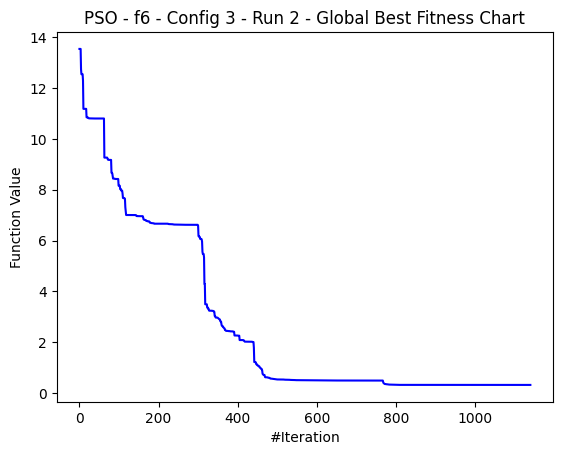 PSO - f6 - Config 3 - Run 2 - Global Best Fitness Chart
14
12
10
8
6
4
2
0
Function Value
0 200 400 600 800 1000
#Iteration